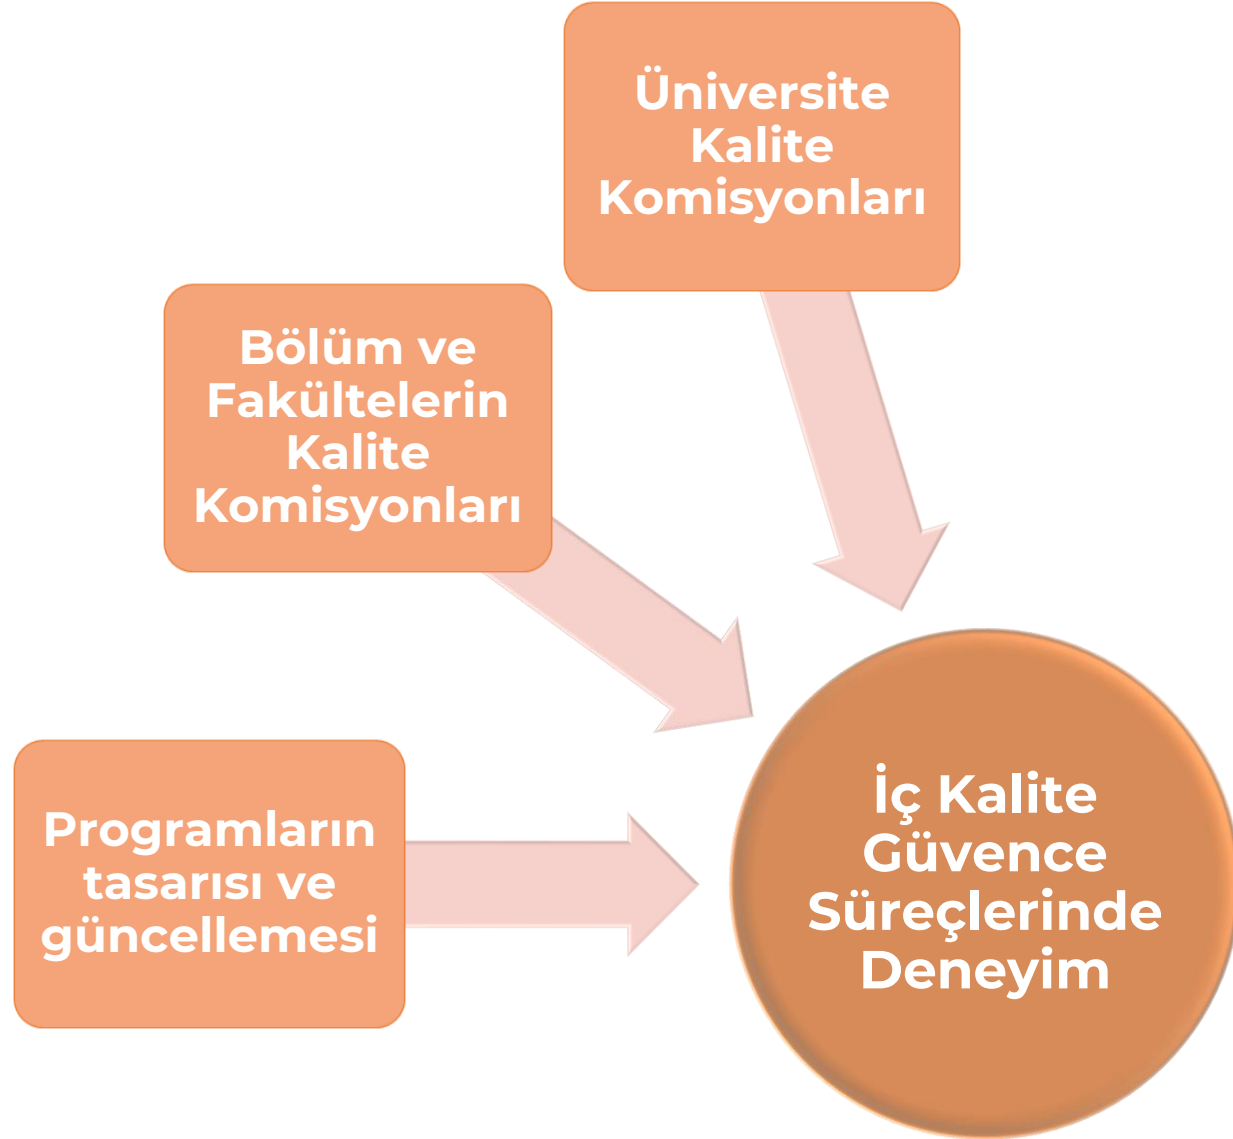 Üniversite
Kalite
Komisyonları
Bölüm ve
Fakültelerin
Kalite
Komisyonları
Programların
tasarısı ve
güncellemesi
İç Kalite
Güvence
Süreçlerinde
Deneyim